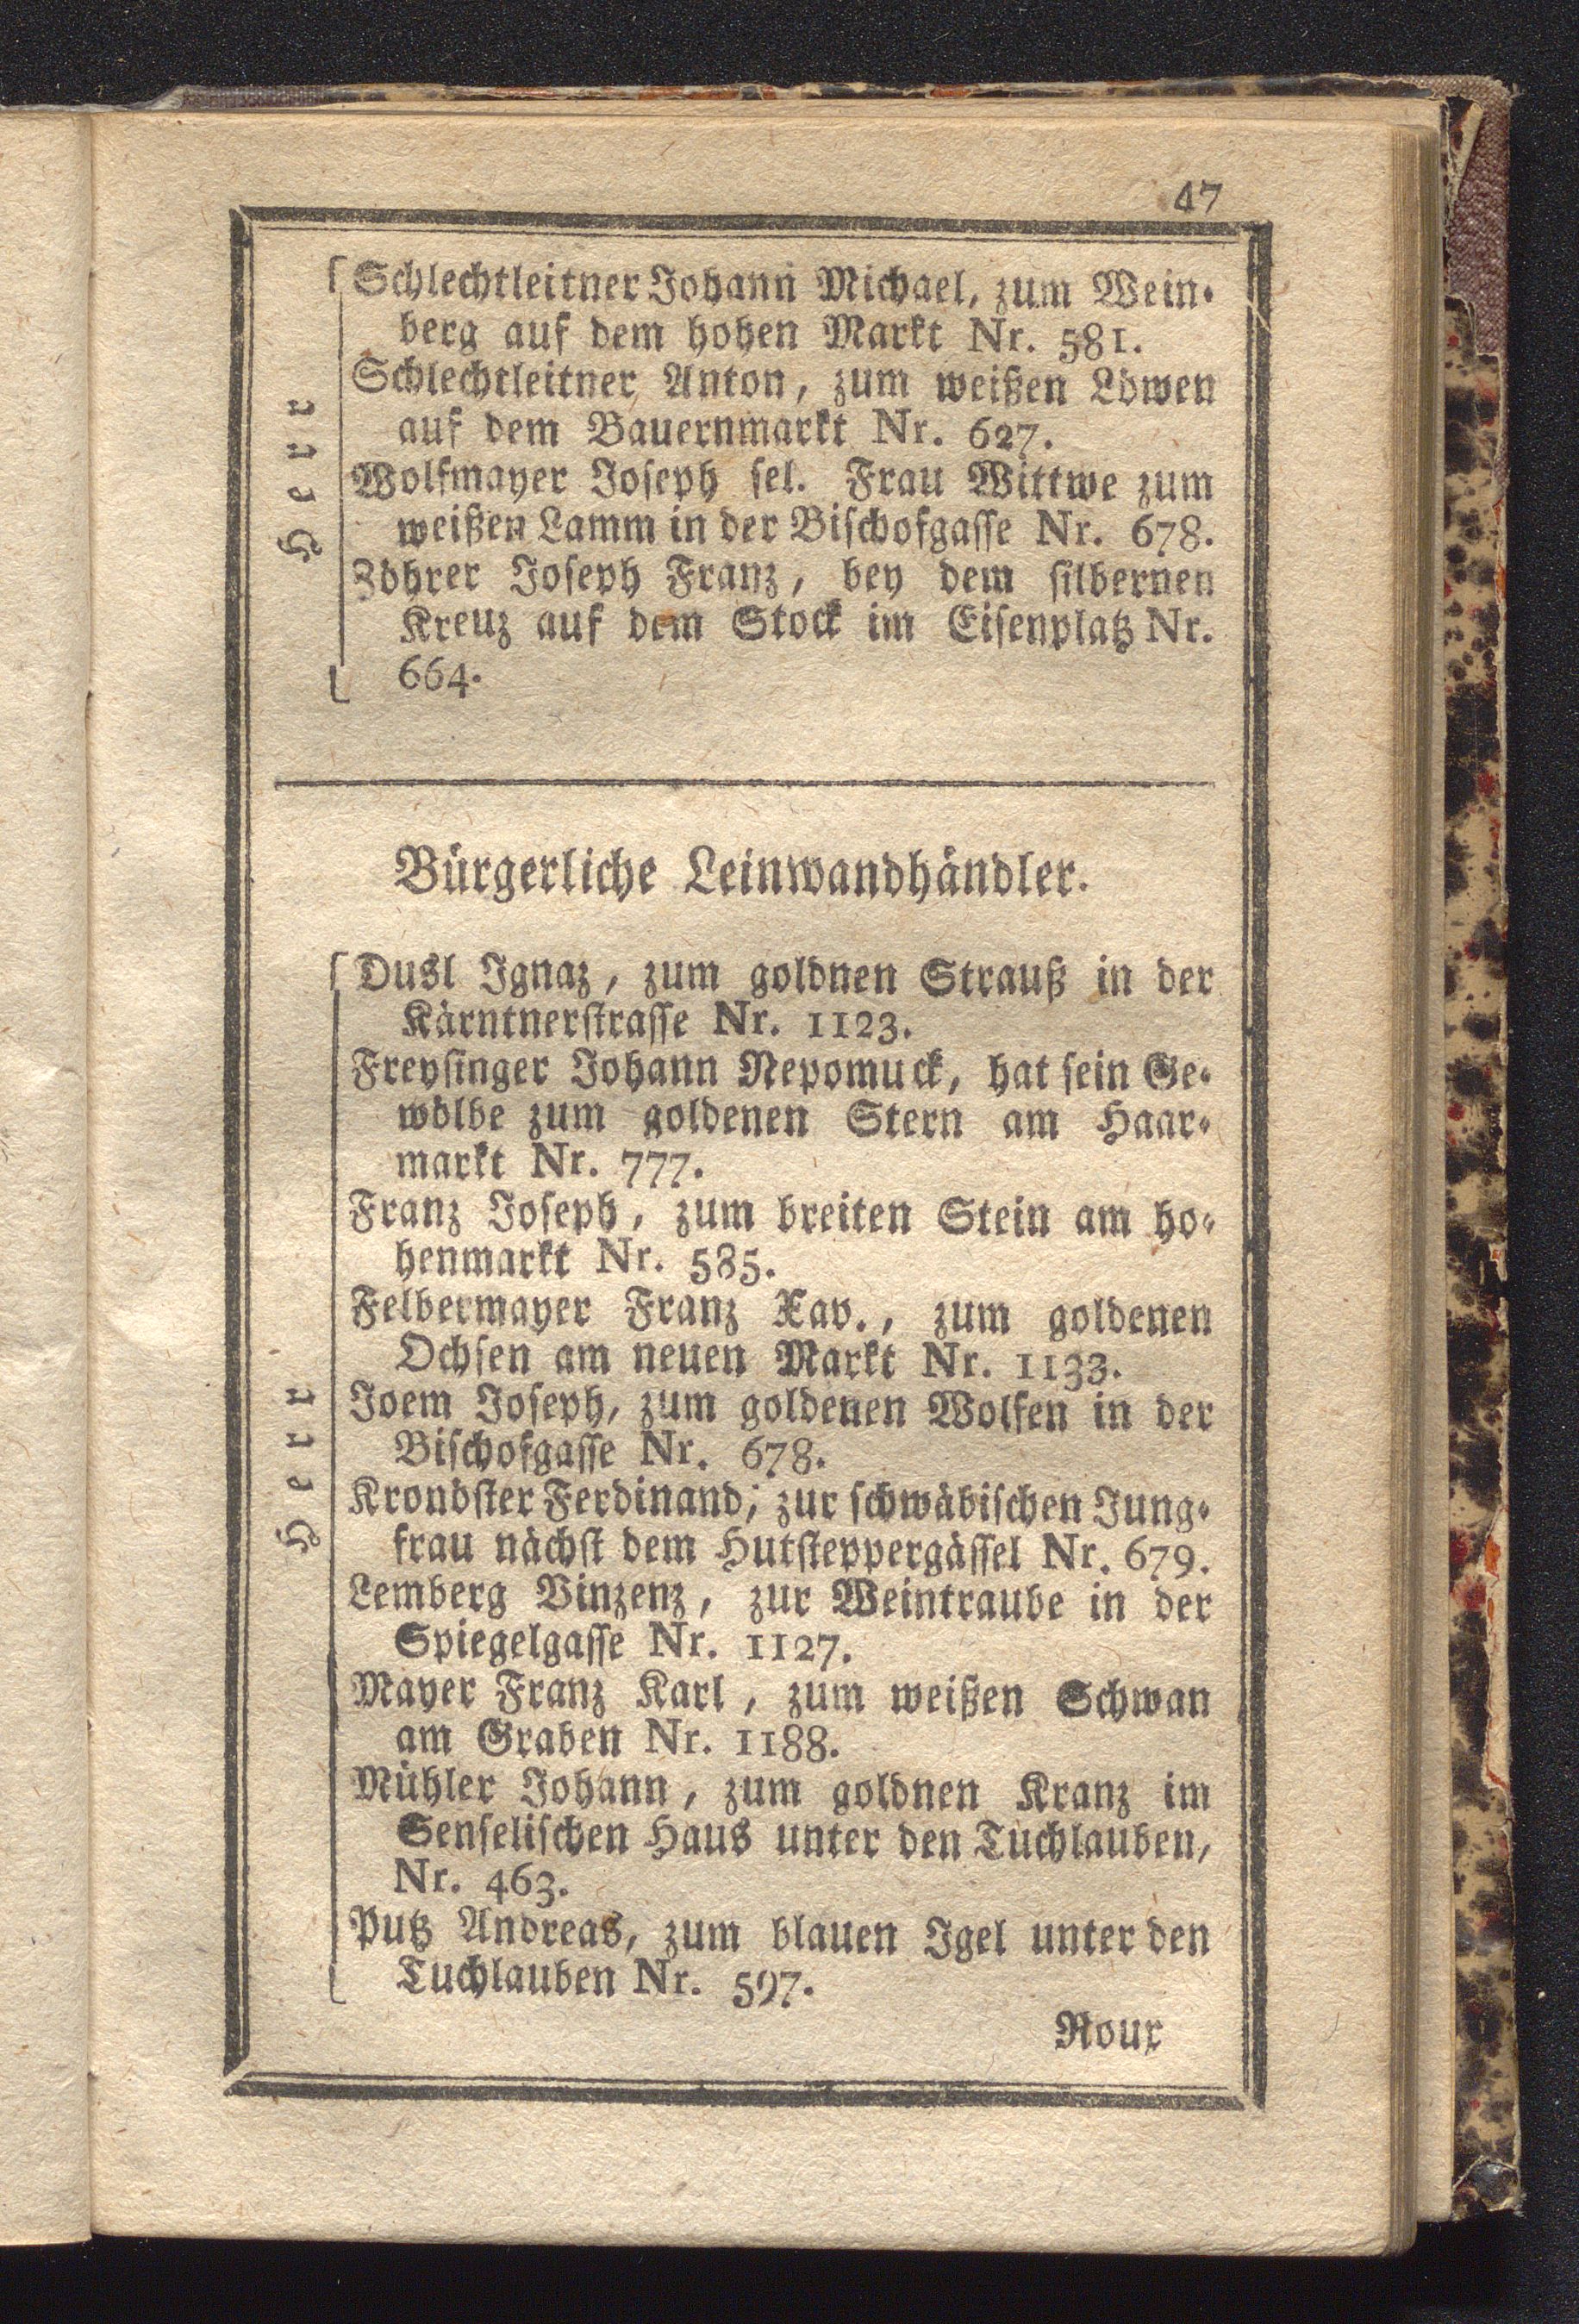 47
Herr
Schlechtleitner Johann Michael, zum Wein-
berg auf dem hohen Markt Nr. 581.
Schlechtleitner Anton, zum weißen Löwen
auf dem Bauernmarkt Nr. 627.
Wolfmayer Joseph sel. Frau Wittwe zum
weißen Lamm in der Bischofgasse Nr. 678.
Zöhrer Joseph Franz, bey dem silbernen
Kreuz auf dem Stock im Eisenplatz Nr.
664.
Bürgerliche Leinwandhändler.
Herr
Dusl Ignaz, zum goldnen Strauß in der
Kärntnerstrasse Nr. 1123.
Freysinger Johann Nepomuck, hat sein Ge-
wölbe zum goldenen Stern am Haar-
markt Nr. 777.
Franz Joseph, zum breiten Stein am ho-
henmarkt Nr. 585.
Felbermayer Franz Xav., zum goldenen
Ochsen am neuen Markt Nr. 1133.
Joem Joseph, zum goldenen Wolfen in der
Bischofgasse Nr. 678.
Kronöster Ferdinand, zur schwäbischen Jung-
frau nächst dem Hutsteppergässel Nr. 679.
Lemberg Vinzenz, zur Weintraube in der
Spiegelgasse Nr. 1127.
Mayer Franz Karl, zum weißen Schwan
am Graben Nr. 1188.
Mühler Johann, zum goldnen Kranz im
Senselischen Haus unter den Tuchlauben,
Nr. 463.
Putz Andreas, zum blauen Igel unter den
Tuchlauben Nr. 597.
Roux